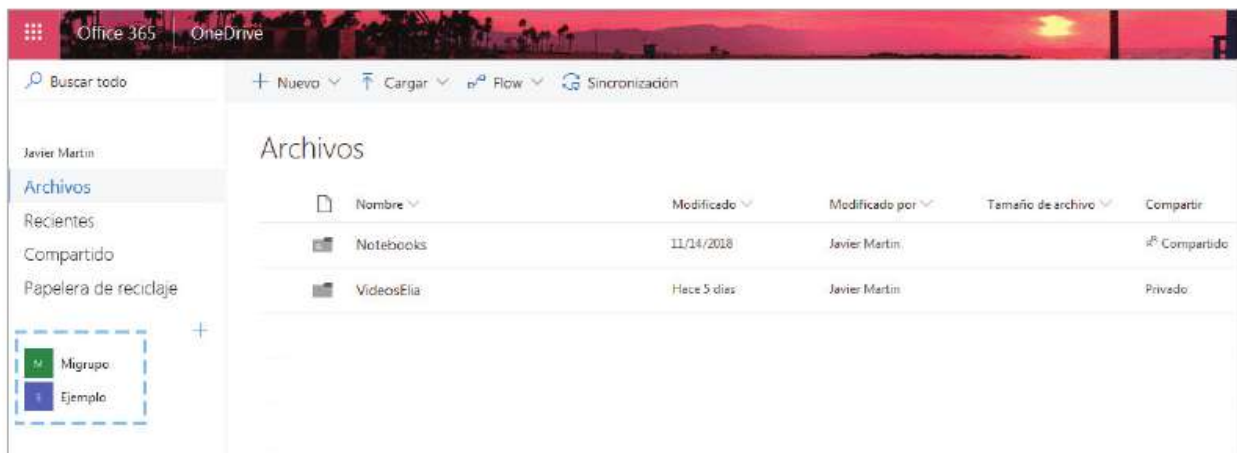 Office 365 OneDrive
Buscar todo
+ Nuevo Cargar Flow Sincronización
Javier Martin
Archivos
Archivos
Recientes
Compartido
Papelera de reciclaje
+
M Migrupo
E Ejemplo
Nombre Modificado Modificado por Tamaño de archivo Compartir
Notebooks 11/14/2018 Javier Martin Compartido
VideosElia Hace 5 días Javier Martin Privado